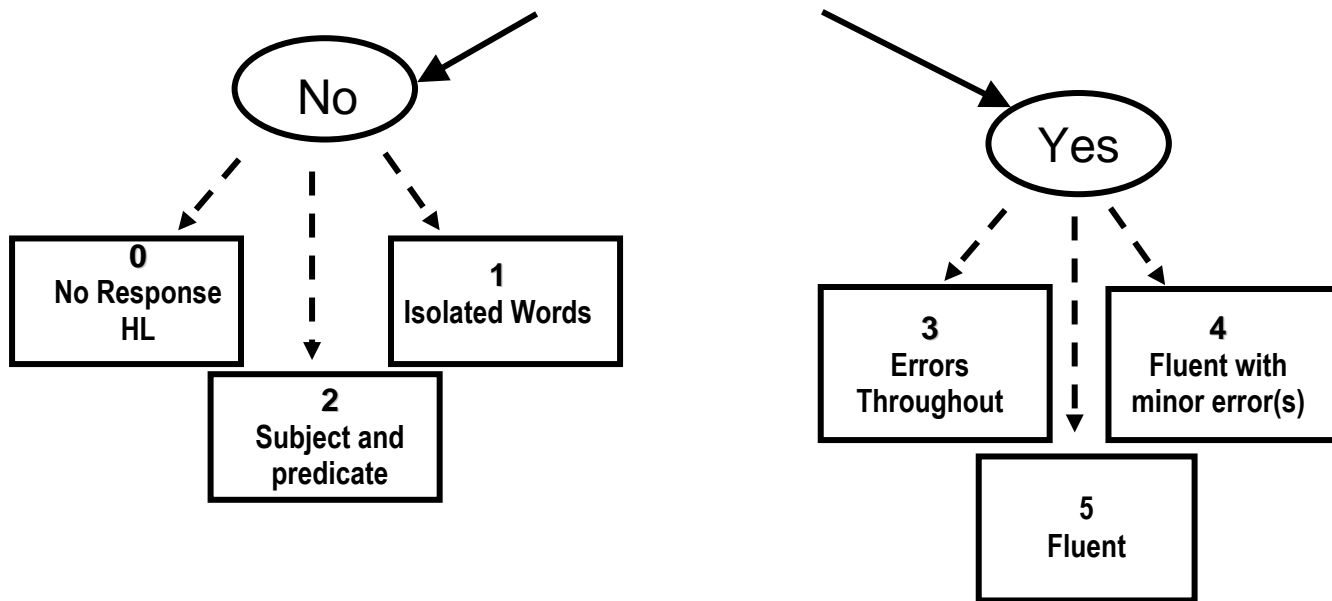 No
Yes
0
No Response
HL
1
Isolated Words
2
Subject and
predicate
3
Errors
Throughout
4
Fluent with
minor error(s)
5
Fluent